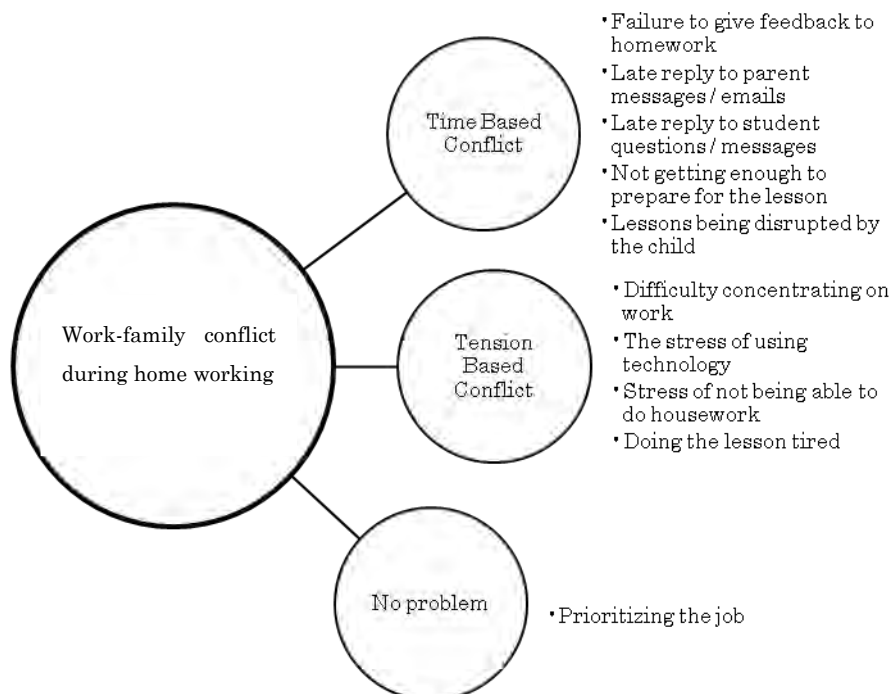 Work-family conflict
during home working
Time Based
Conflict
•Failure to give feedback to
homework
•Late reply to parent
messages / emails
•Late reply to student
questions / messages
•Not getting enough to
prepare for the lesson
•Lessons being disrupted by
the child
Tension
Based
Conflict
•Difficulty concentrating on
work
•The stress of using
technology
•Stress of not being able to
do housework
•Doing the lesson tired
No problem
•Prioritizing the job